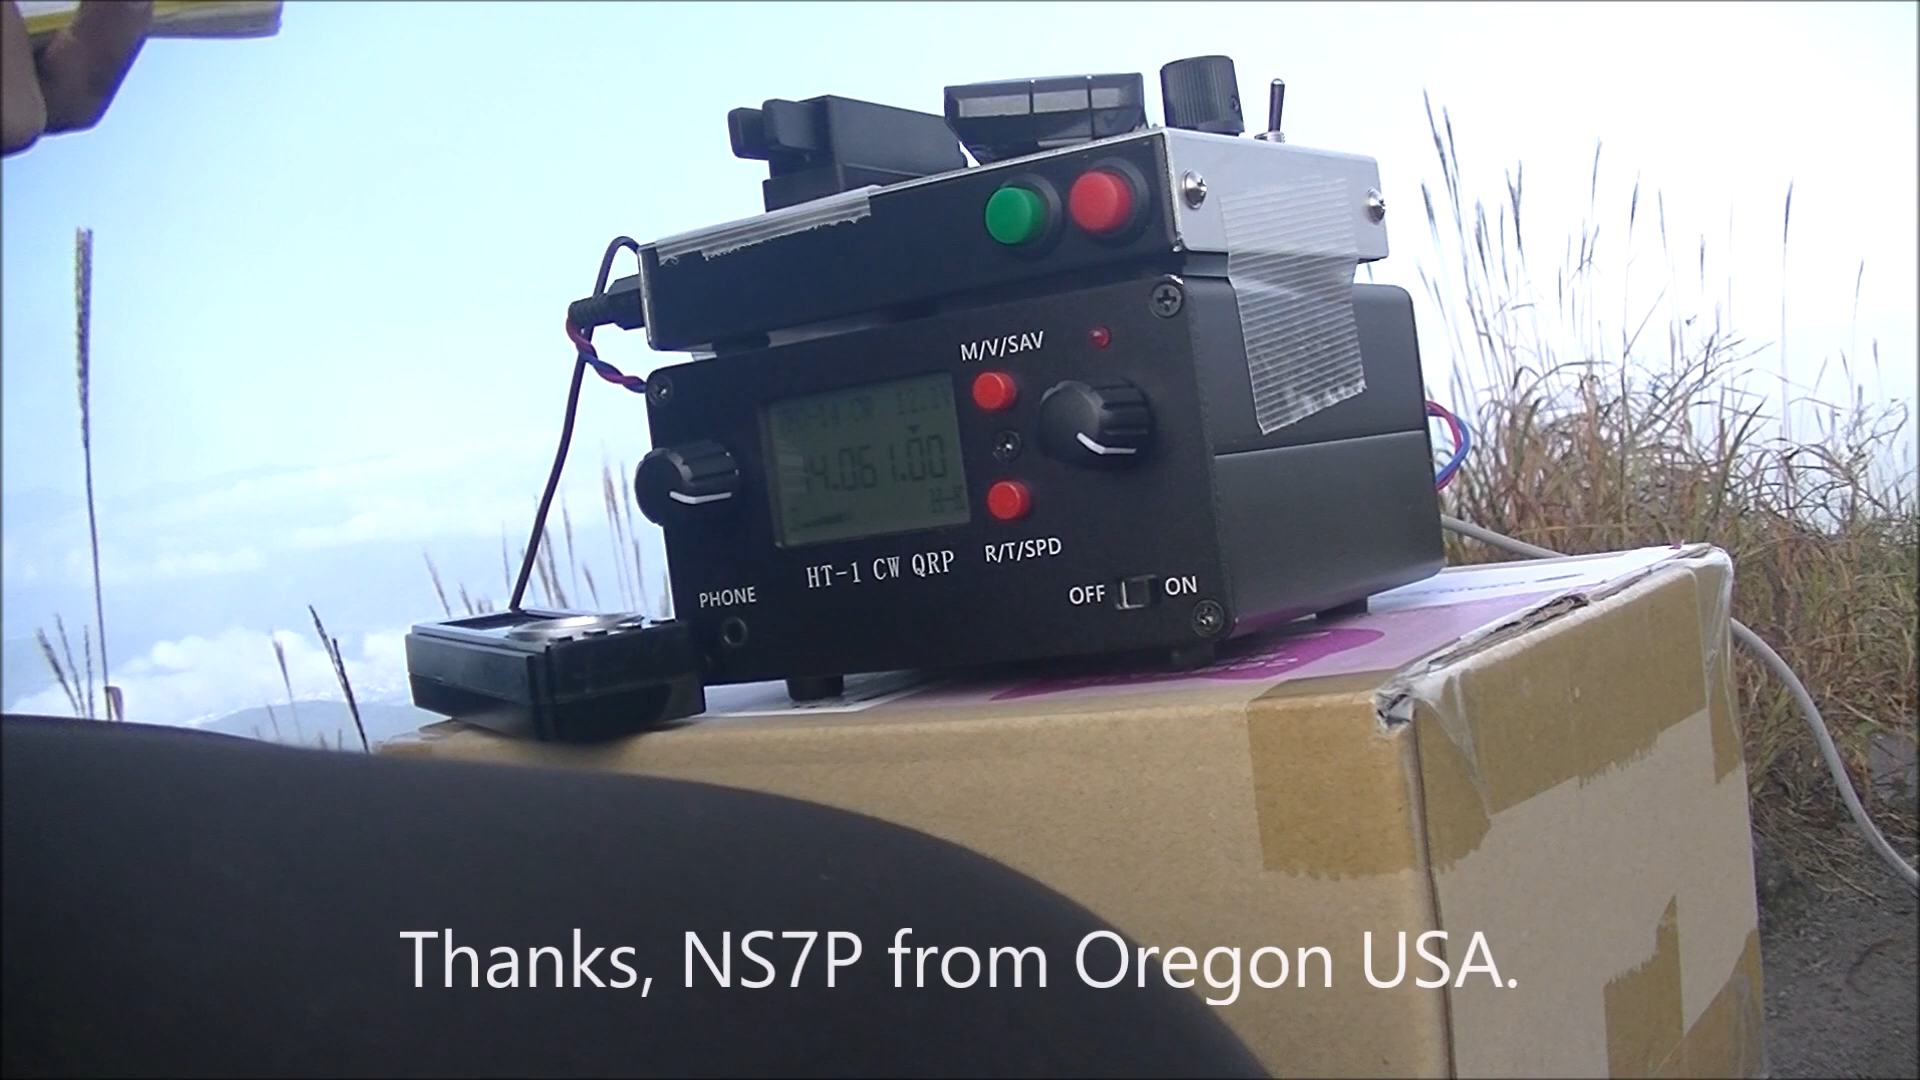 M/V/SAV
14.061.00
R/T/SPD
HT-1 CW QRP
PHONE
OFF
ON
Thanks, NS7P from Oregon USA.